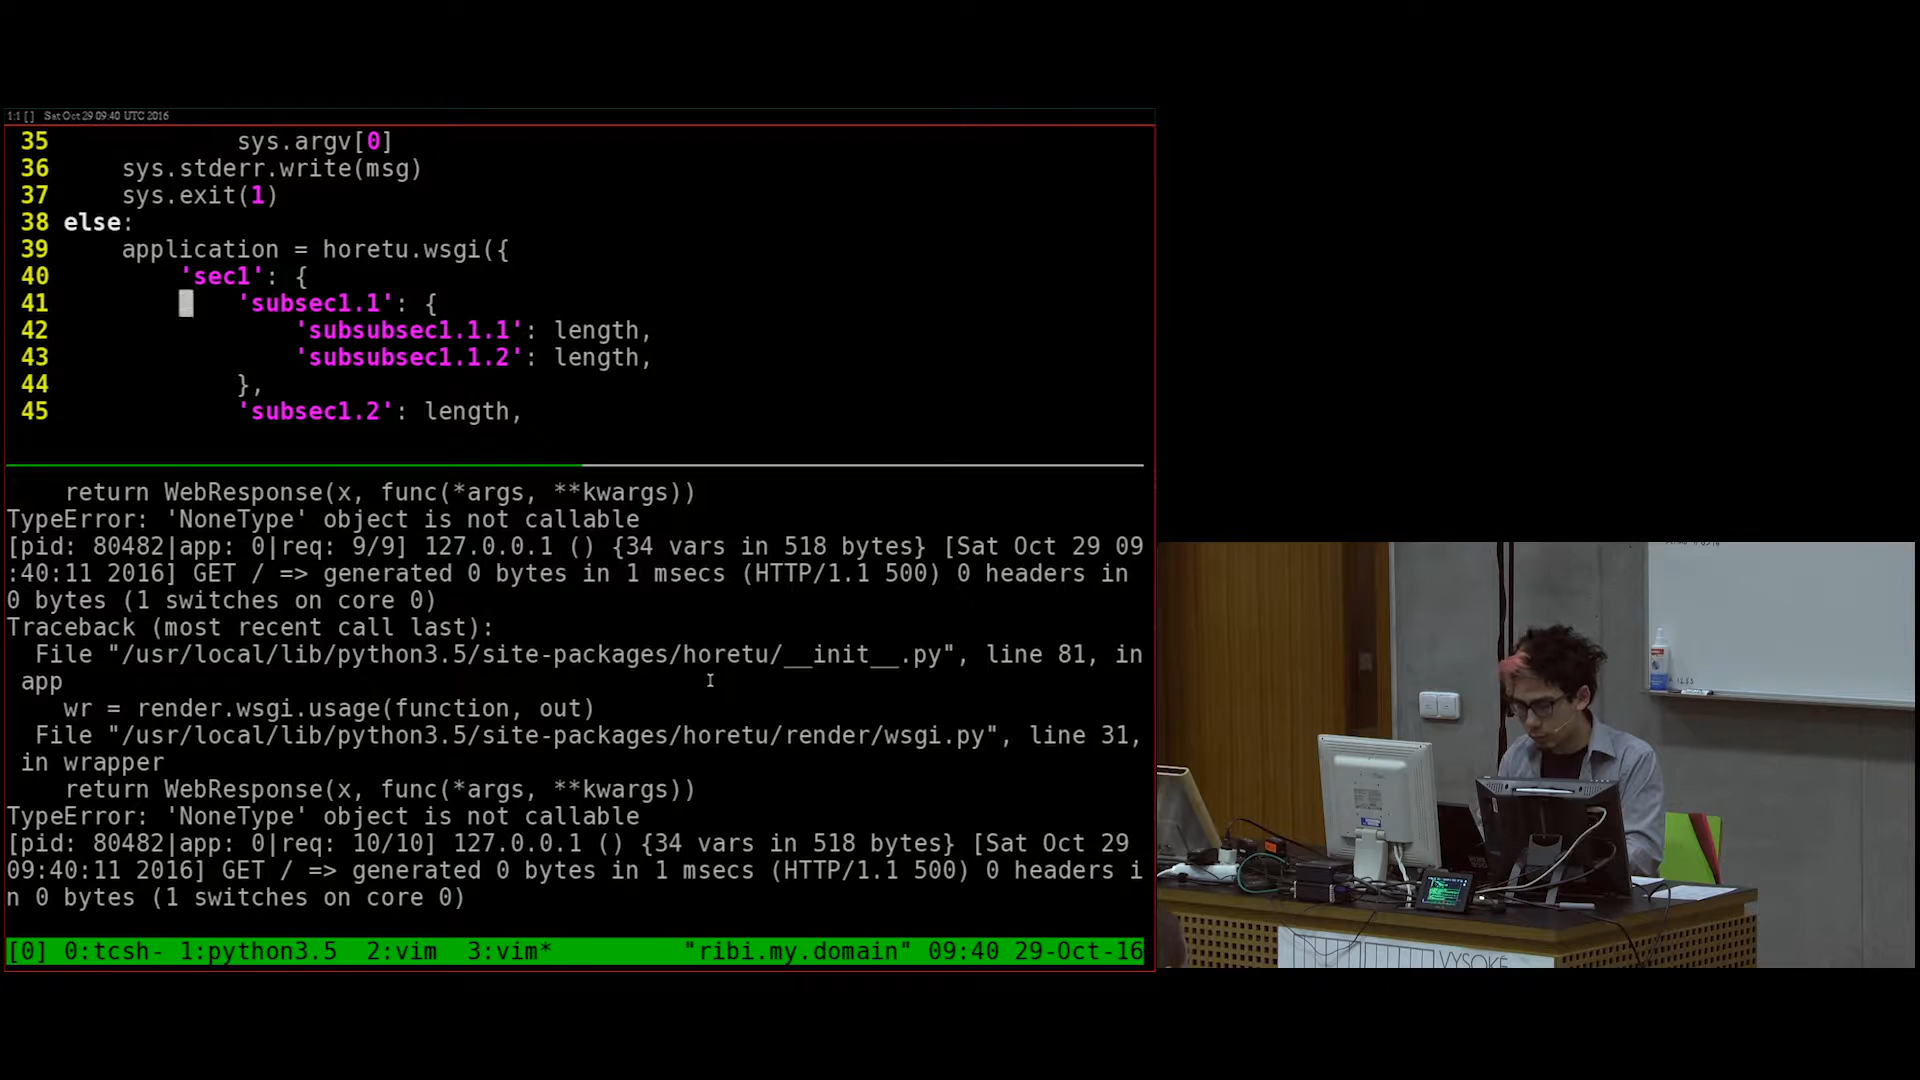 1:1 [ ] Sat Oct 29 09:40 UTC 2016
35 sys.argv[0]
36 sys.stderr.write(msg)
37 sys.exit(1)
38 else:
39 application = horetu.wsgi({
40 'sec1': {
41 'subsec1.1': {
42 'subsubsec1.1.1': length,
43 'subsubsec1.1.2': length,
44 },
45 'subsec1.2': length,
return WebResponse(x, func(*args, **kwargs))
TypeError: 'NoneType' object is not callable
[pid: 80482|app: 0|req: 9/9] 127.0.0.1 () {34 vars in 518 bytes} [Sat Oct 29 09
:40:11 2016] GET / => generated 0 bytes in 1 msecs (HTTP/1.1 500) 0 headers in
0 bytes (1 switches on core 0)
Traceback (most recent call last):
File "/usr/local/lib/python3.5/site-packages/horetu/__init__.py", line 81, in
app
wr = render.wsgi.usage(function, out)
File "/usr/local/lib/python3.5/site-packages/horetu/render/wsgi.py", line 31,
in wrapper
return WebResponse(x, func(*args, **kwargs))
TypeError: 'NoneType' object is not callable
[pid: 80482|app: 0|req: 10/10] 127.0.0.1 () {34 vars in 518 bytes} [Sat Oct 29
09:40:11 2016] GET / => generated 0 bytes in 1 msecs (HTTP/1.1 500) 0 headers i
n 0 bytes (1 switches on core 0)
[0] 0:tcsh- 1:python3.5 2:vim 3:vim* "ribi.my.domain" 09:40 29-Oct-16
VYSOKÉ